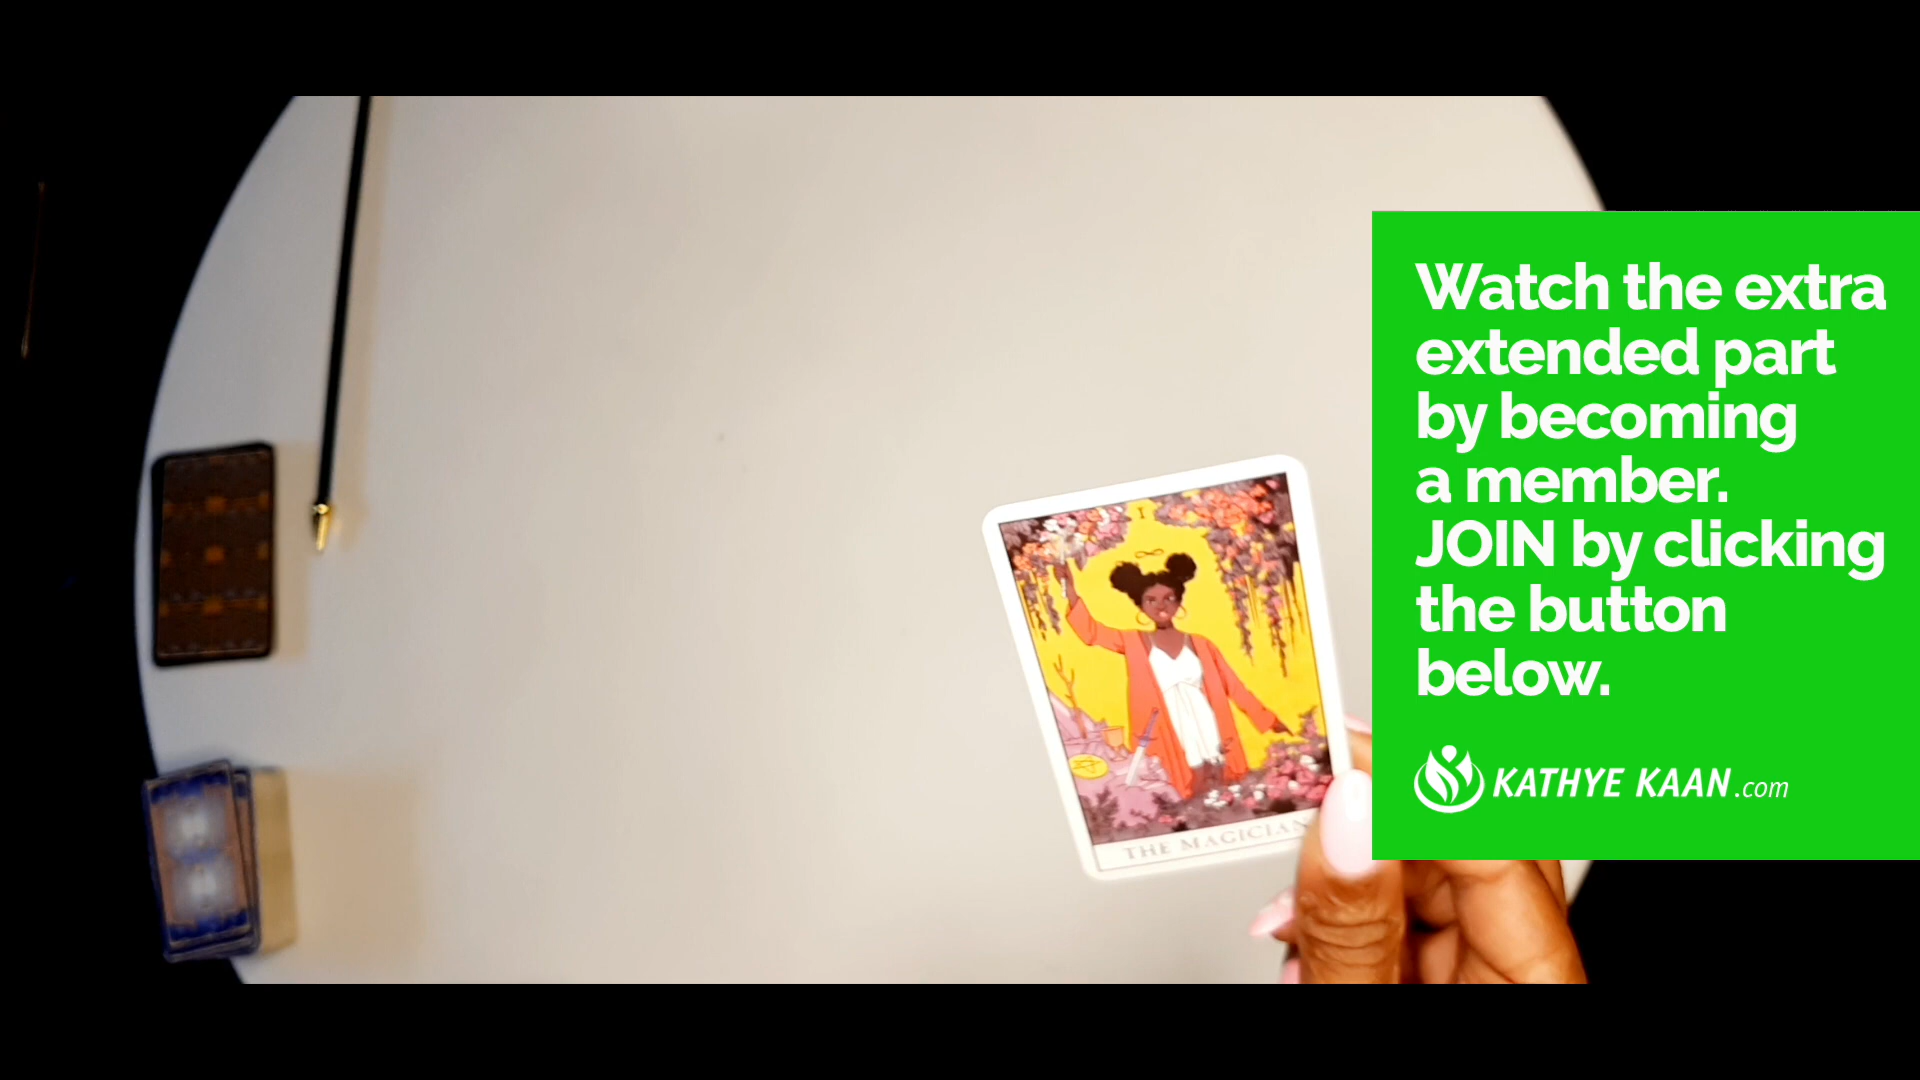 I
THE MAGICIAN
Watch the extra
extended part
by becoming
a member.
JOIN by clicking
the button
below.
KATHYE KAAN.com